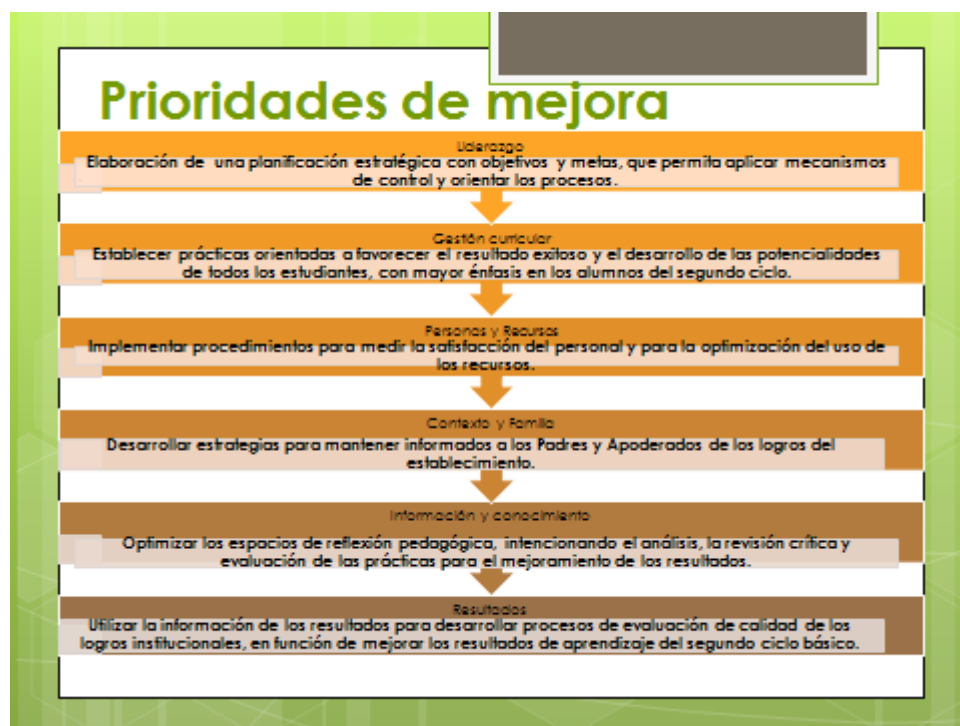 Prioridades de mejora
Liderazgo
Elaboración de una planificación estratégica con objetivos y metas, que permita aplicar mecanismos
de control y orientar los procesos.
Gestión curricular
Establecer prácticas orientadas a favorecer el resultado exitoso y el desarrollo de las potencialidades
de todos los estudiantes, con mayor énfasis en los alumnos del segundo ciclo.
Personas y Recursos
Implementar procedimientos para medir la satisfacción del personal y para la optimización del uso de
los recursos.
Contexto y Familia
Desarrollar estrategias para mantener informados a los Padres y Apoderados de los logros del
establecimiento.
Información y conocimiento
Optimizar los espacios de reflexión pedagógica, intencionando el análisis, la revisión crítica y
evaluación de las prácticas para el mejoramiento de los resultados.
Resultados
Utilizar la información de los resultados para desarrollar procesos de evaluación de calidad de los
logros institucionales, en función de mejorar los resultados de aprendizaje del segundo ciclo básico.